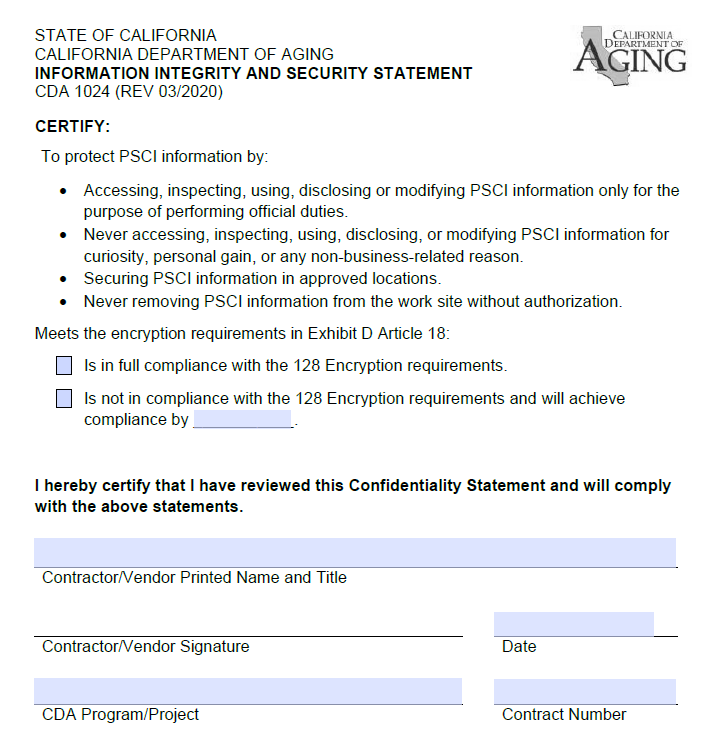 STATE OF CALIFORNIA
CALIFORNIA DEPARTMENT OF AGING
INFORMATION INTEGRITY AND SECURITY STATEMENT
CDA 1024 (REV 03/2020)
CALIFORNIA
DEPARTMENT OF
AGING
CERTIFY:
To protect PSCI information by:
• Accessing, inspecting, using, disclosing or modifying PSCI information only for the
purpose of performing official duties.
• Never accessing, inspecting, using, disclosing, or modifying PSCI information for
curiosity, personal gain, or any non-business-related reason.
• Securing PSCI information in approved locations.
• Never removing PSCI information from the work site without authorization.
Meets the encryption requirements in Exhibit D Article 18:
Is in full compliance with the 128 Encryption requirements.
Is not in compliance with the 128 Encryption requirements and will achieve
compliance by ___________.
I hereby certify that I have reviewed this Confidentiality Statement and will comply
with the above statements.
Contractor/Vendor Printed Name and Title
Contractor/Vendor Signature
Date
CDA Program/Project
Contract Number